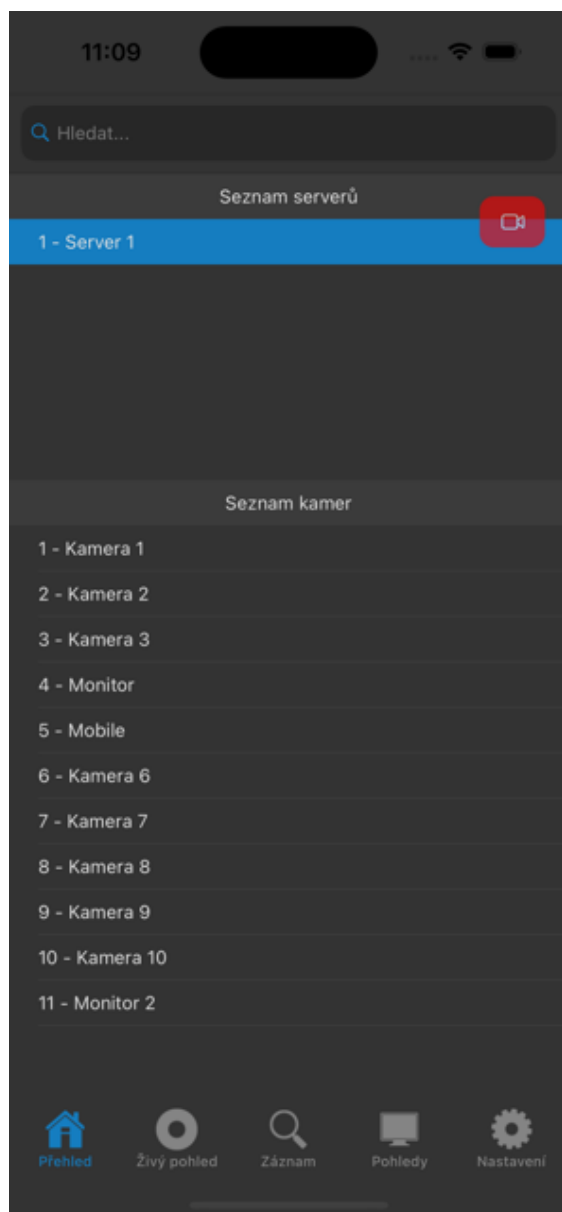 11:09
Hledat...
Seznam serverů
1 - Server 1
Seznam kamer
1 - Kamera 1
2 - Kamera 2
3 - Kamera 3
4 - Monitor
5 - Mobile
6 - Kamera 6
7 - Kamera 7
8 - Kamera 8
9 - Kamera 9
10 - Kamera 10
11 - Monitor 2
Přehled Živý pohled Záznam Pohledy Nastavení